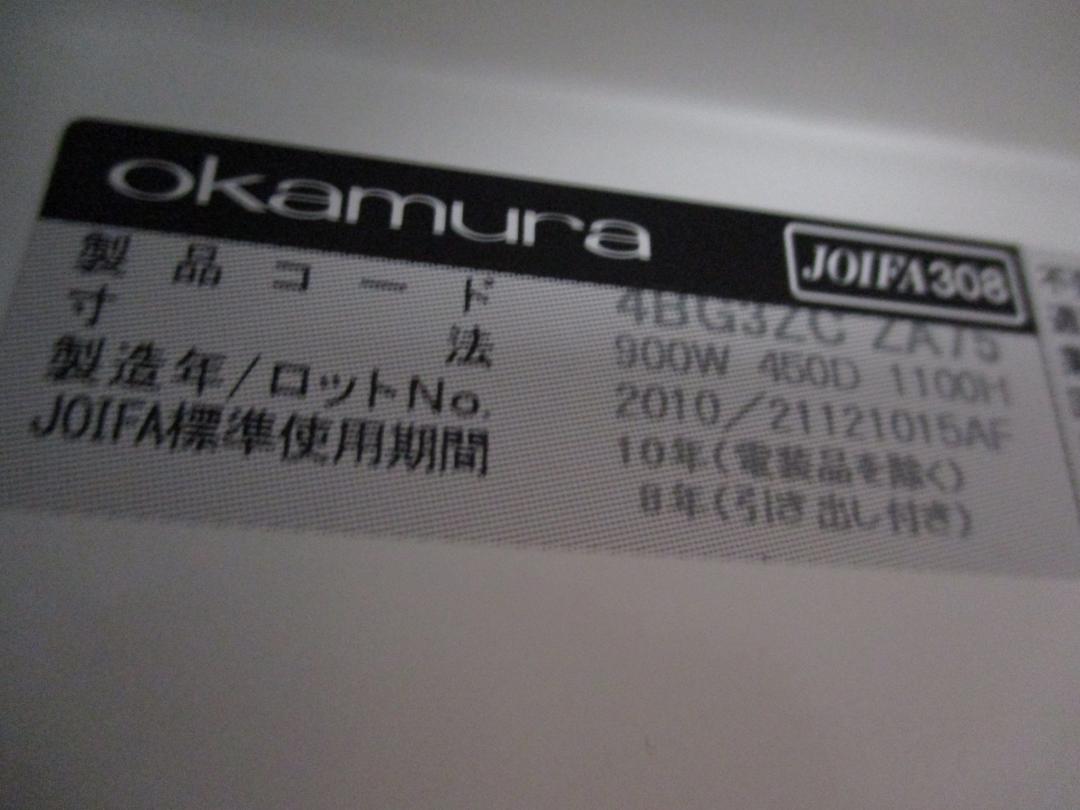 okamura
JOIFA308
製品コード 4BG3ZC ZA75
寸法 900W 450D 1100H
製造年/ロットNo. 2010/21121015AF
JOIFA標準使用期間 10年(電装品を除く)
8年(引き出し付き)